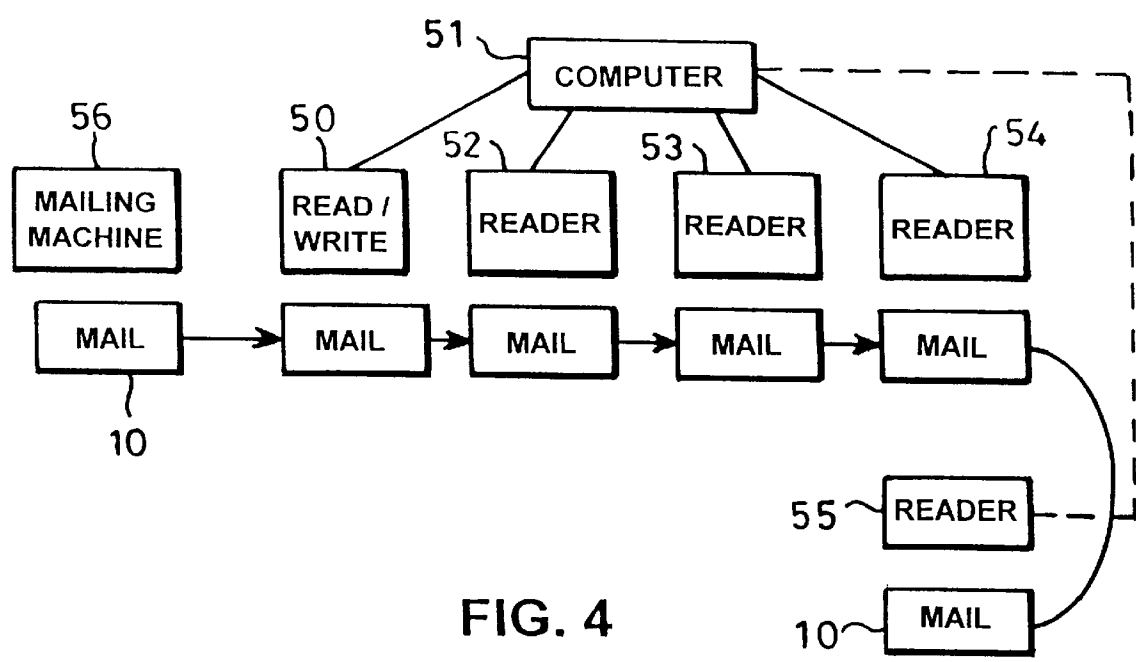 51
COMPUTER
56
50
52
53
54
MAILING
MACHINE
READ /
WRITE
READER
READER
READER
MAIL
MAIL
MAIL
MAIL
MAIL
10
55
READER
10
MAIL
FIG. 4